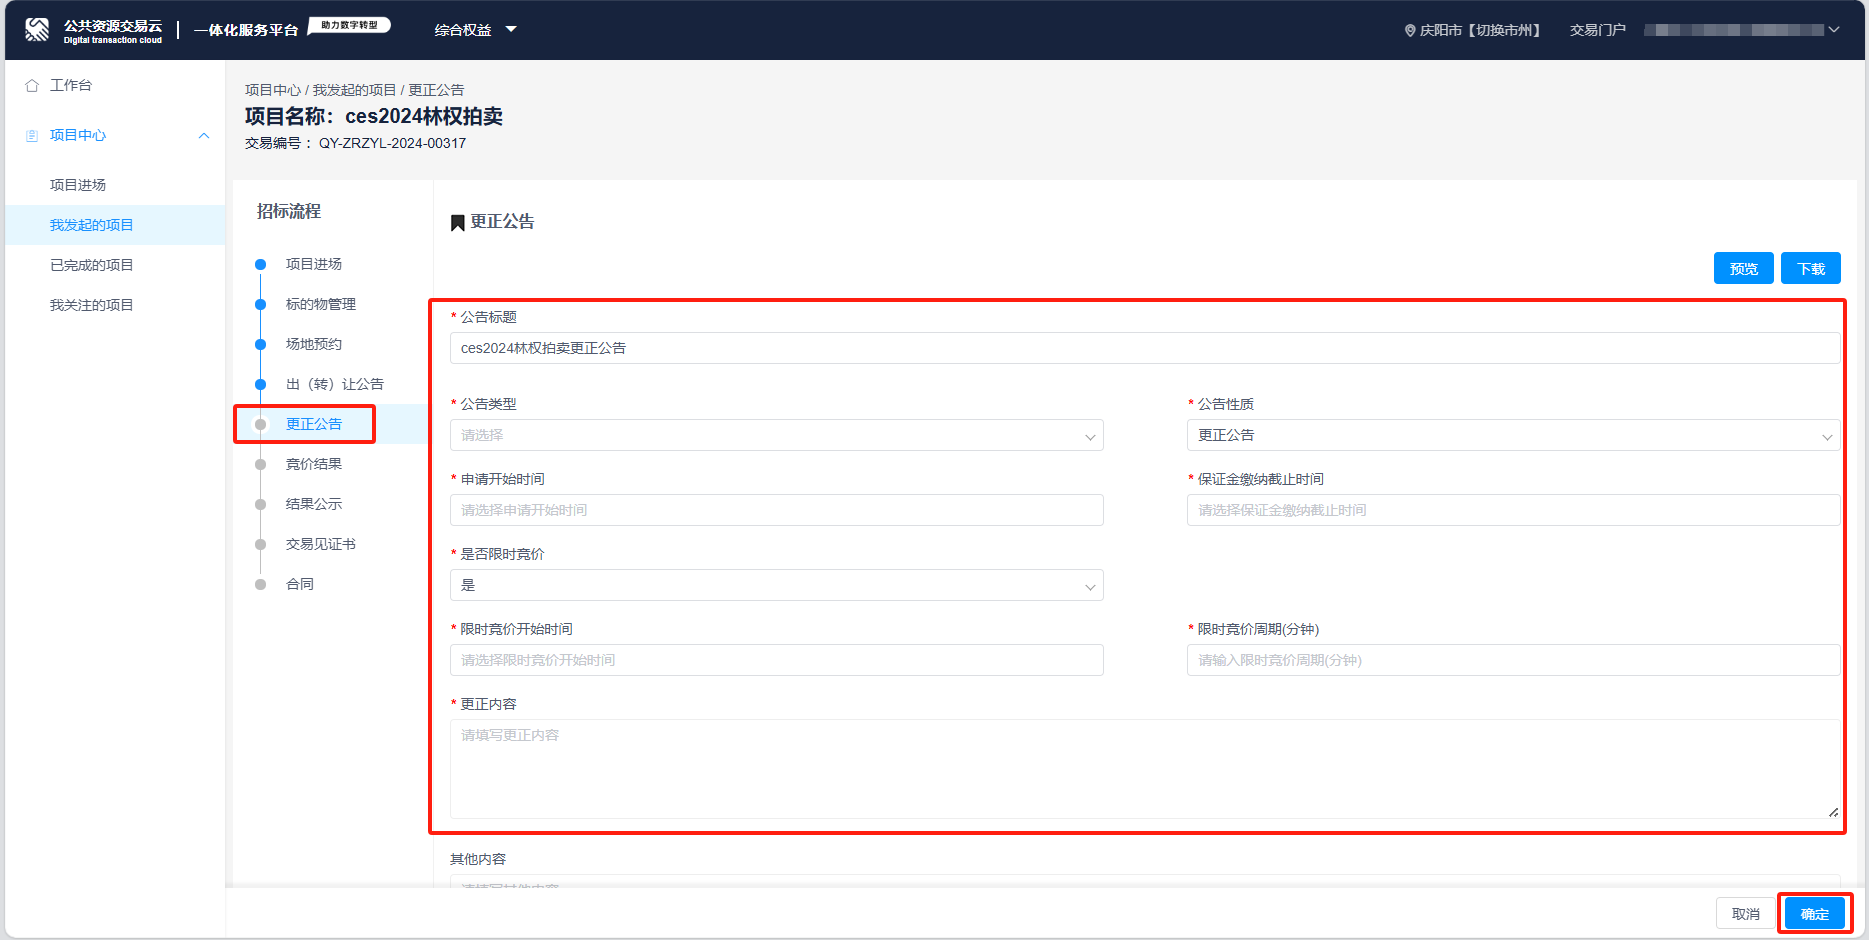 公共资源交易云
Digital transaction cloud
一体化服务平台
助力数字转型
综合权益
庆阳市【切换市州】
交易门户
工作台
项目中心
项目进场
我发起的项目
已完成的项目
我关注的项目
项目中心 / 我发起的项目 / 更正公告
项目名称：ces2024林权拍卖
交易编号： QY-ZRZYL-2024-00317
招标流程
项目进场
标的物管理
场地预约
出（转）让公告
更正公告
竞价结果
结果公示
交易见证书
合同
更正公告
预览
下载
* 公告标题
ces2024林权拍卖更正公告
* 公告类型
请选择
* 公告性质
更正公告
* 申请开始时间
请选择申请开始时间
* 保证金缴纳截止时间
请选择保证金缴纳截止时间
* 是否限时竞价
是
* 限时竞价开始时间
请选择限时竞价开始时间
* 限时竞价周期(分钟)
请输入限时竞价周期(分钟)
* 更正内容
请填写更正内容
其他内容
请填写其他内容
取消
确定